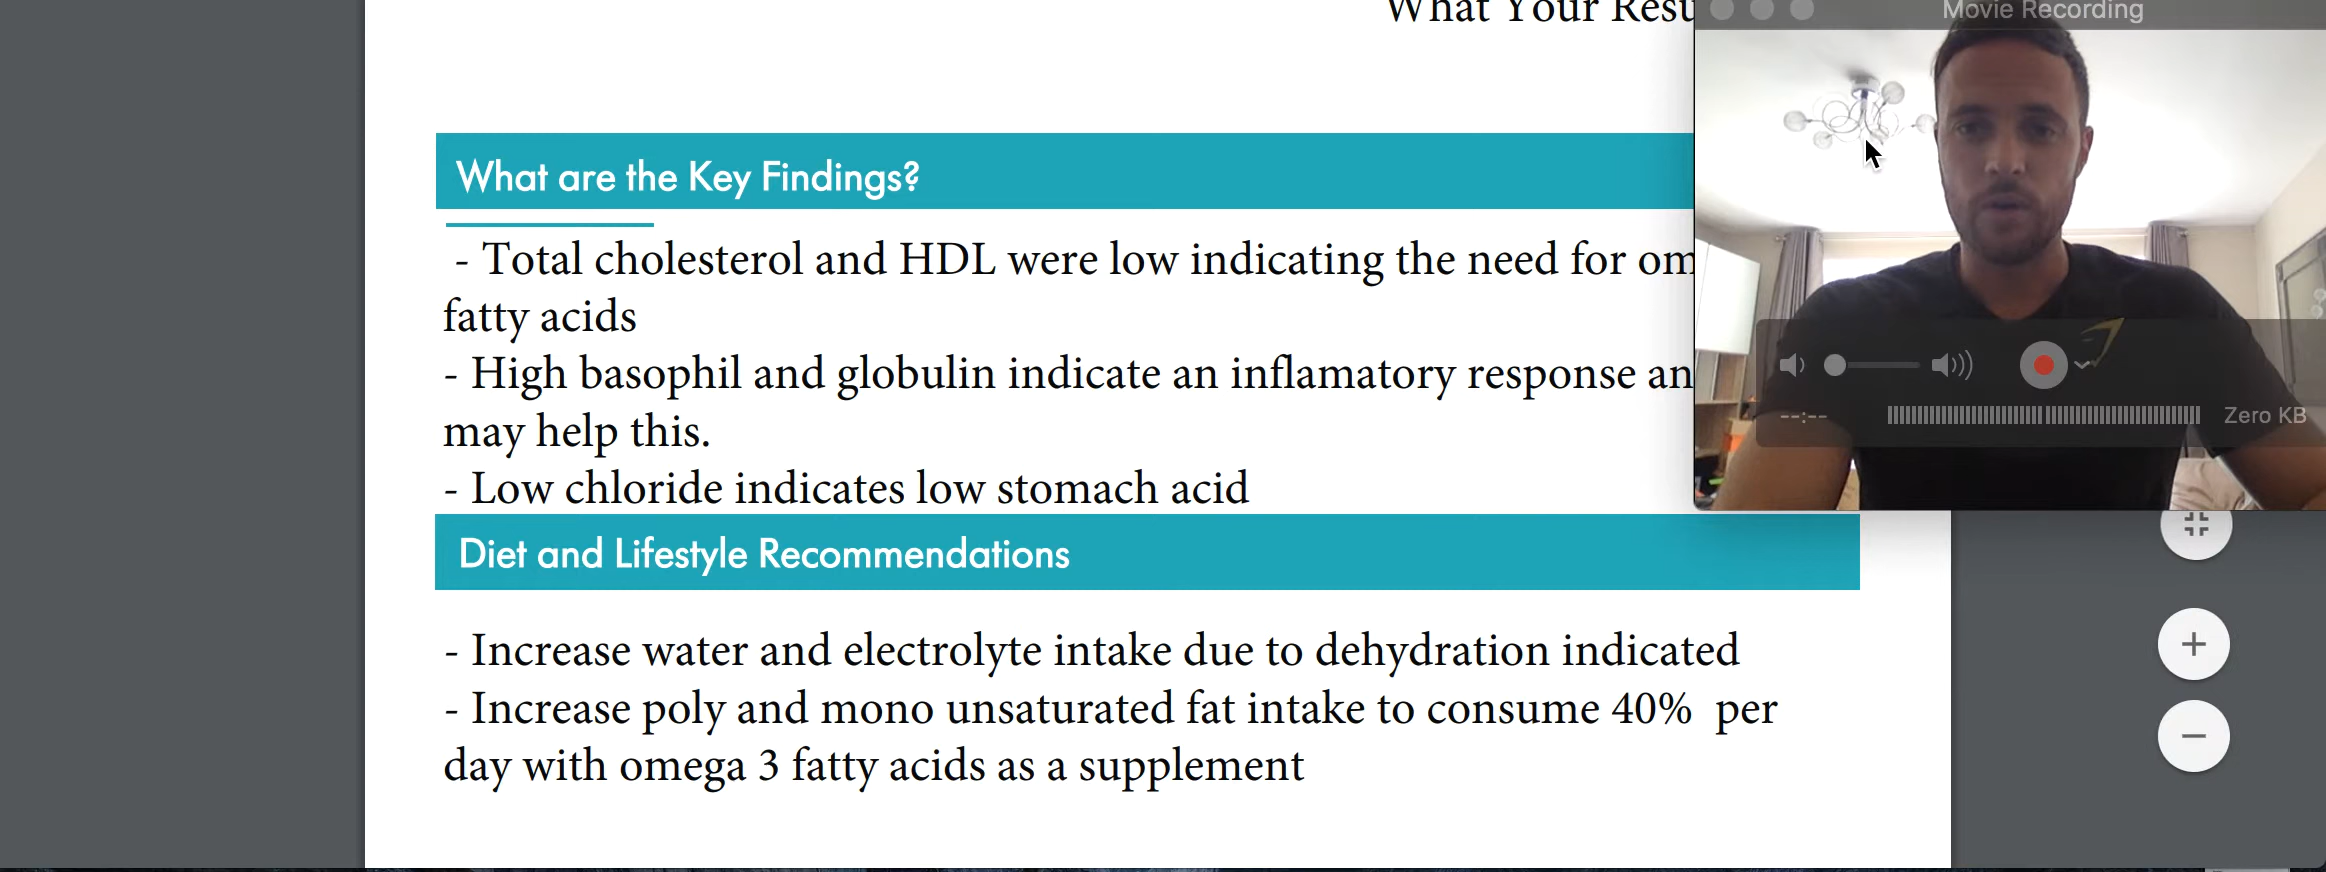 What Your Resu
Movie Recording
What are the Key Findings?
- Total cholesterol and HDL were low indicating the need for om
fatty acids
- High basophil and globulin indicate an inflamatory response an
may help this.
- Low chloride indicates low stomach acid
--:--
Zero KB
Diet and Lifestyle Recommendations
- Increase water and electrolyte intake due to dehydration indicated
- Increase poly and mono unsaturated fat intake to consume 40% per
day with omega 3 fatty acids as a supplement